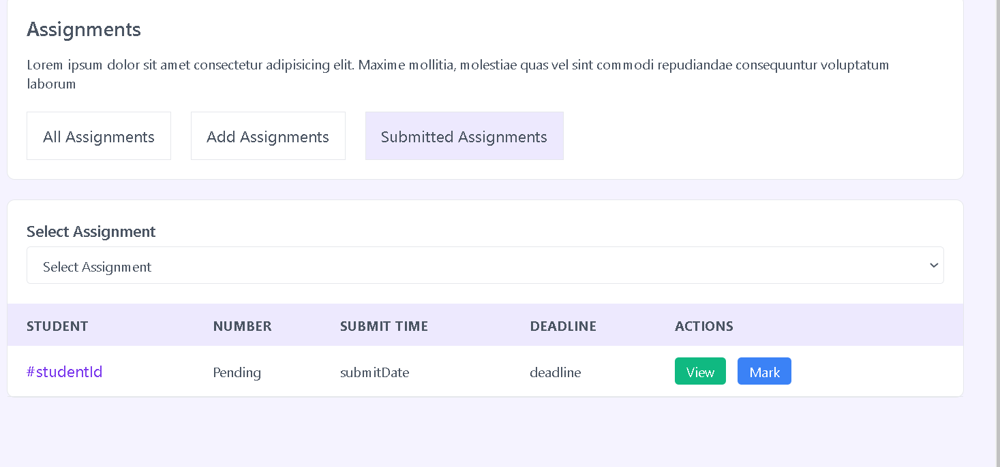 Assignments
Lorem ipsum dolor sit amet consectetur adipisicing elit. Maxime mollitia, molestiae quas vel sint commodi repudiandae consequuntur voluptatum
laborum
All Assignments Add Assignments Submitted Assignments
Select Assignment
Select Assignment
STUDENT NUMBER SUBMIT TIME DEADLINE ACTIONS
#studentId Pending submitDate deadline View Mark